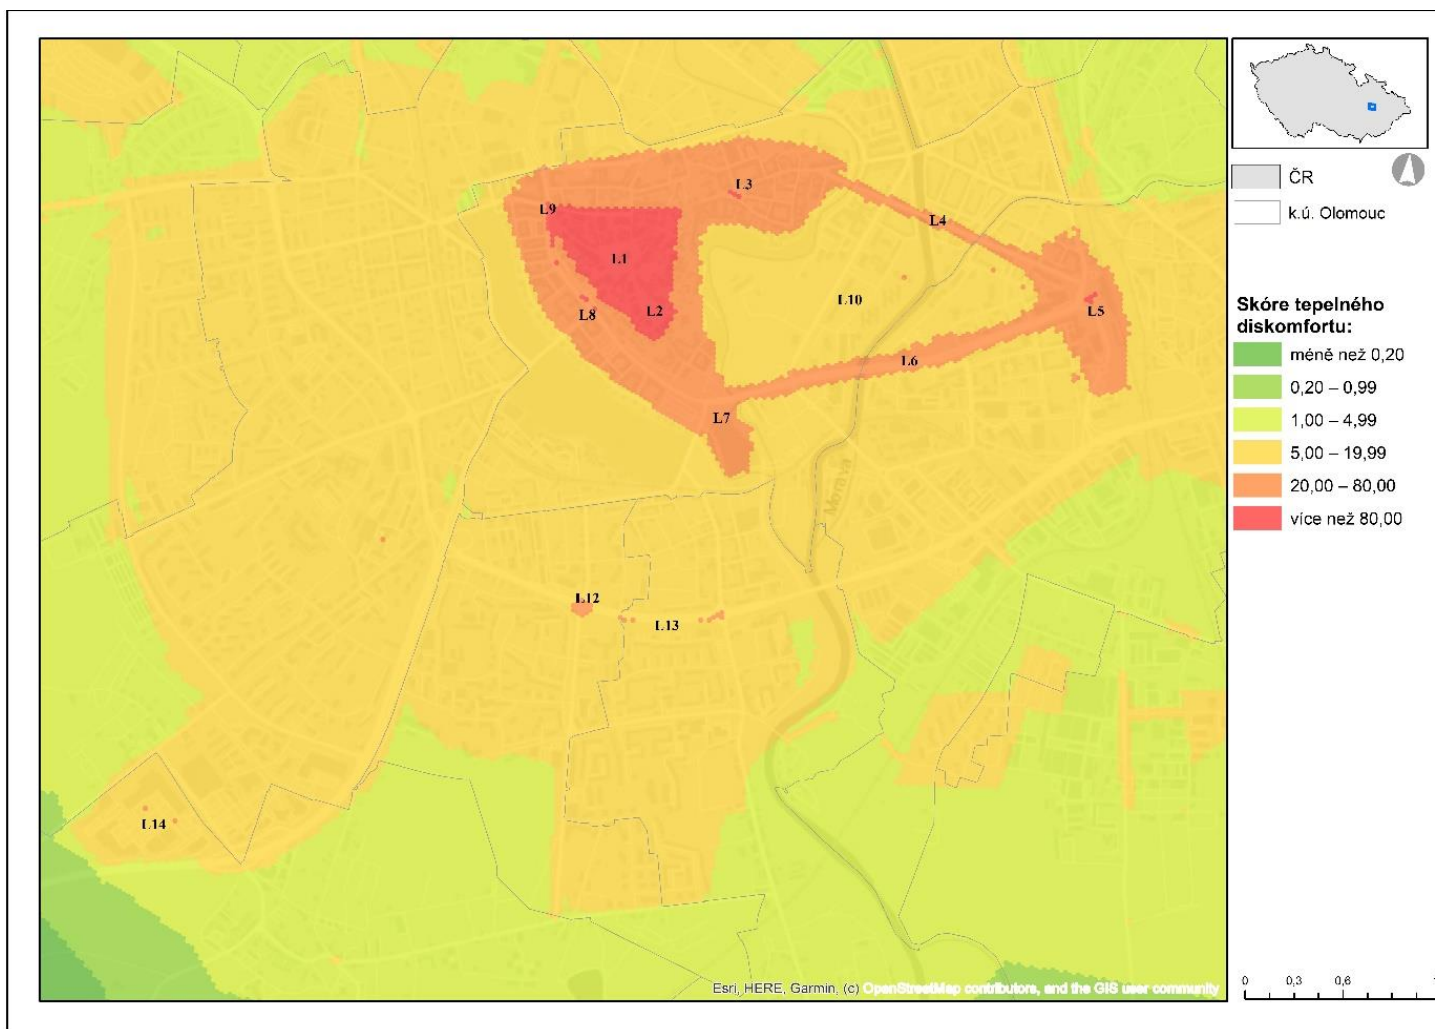 L3
L9
L4
L1
L10
L2
L8
L5
L6
L7
Morava
L12
L13
L14
Esri, HERE, Garmin, (c) OpenStreetMap contributors, and the GIS user community
ČR
k.ú. Olomouc
Skóre tepelného
diskomfortu:
méně než 0,20
0,20 – 0,99
1,00 – 4,99
5,00 – 19,99
20,00 – 80,00
více než 80,00
0 0,3 0,6